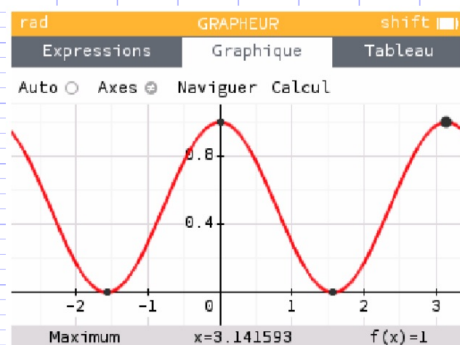 rad GRAPHEUR shift
Expressions Graphique Tableau
Auto Axes Naviguer Calcul
0.8
0.4
-2 -1 0 1 2 3
Maximum x=3.141593 f(x)=1